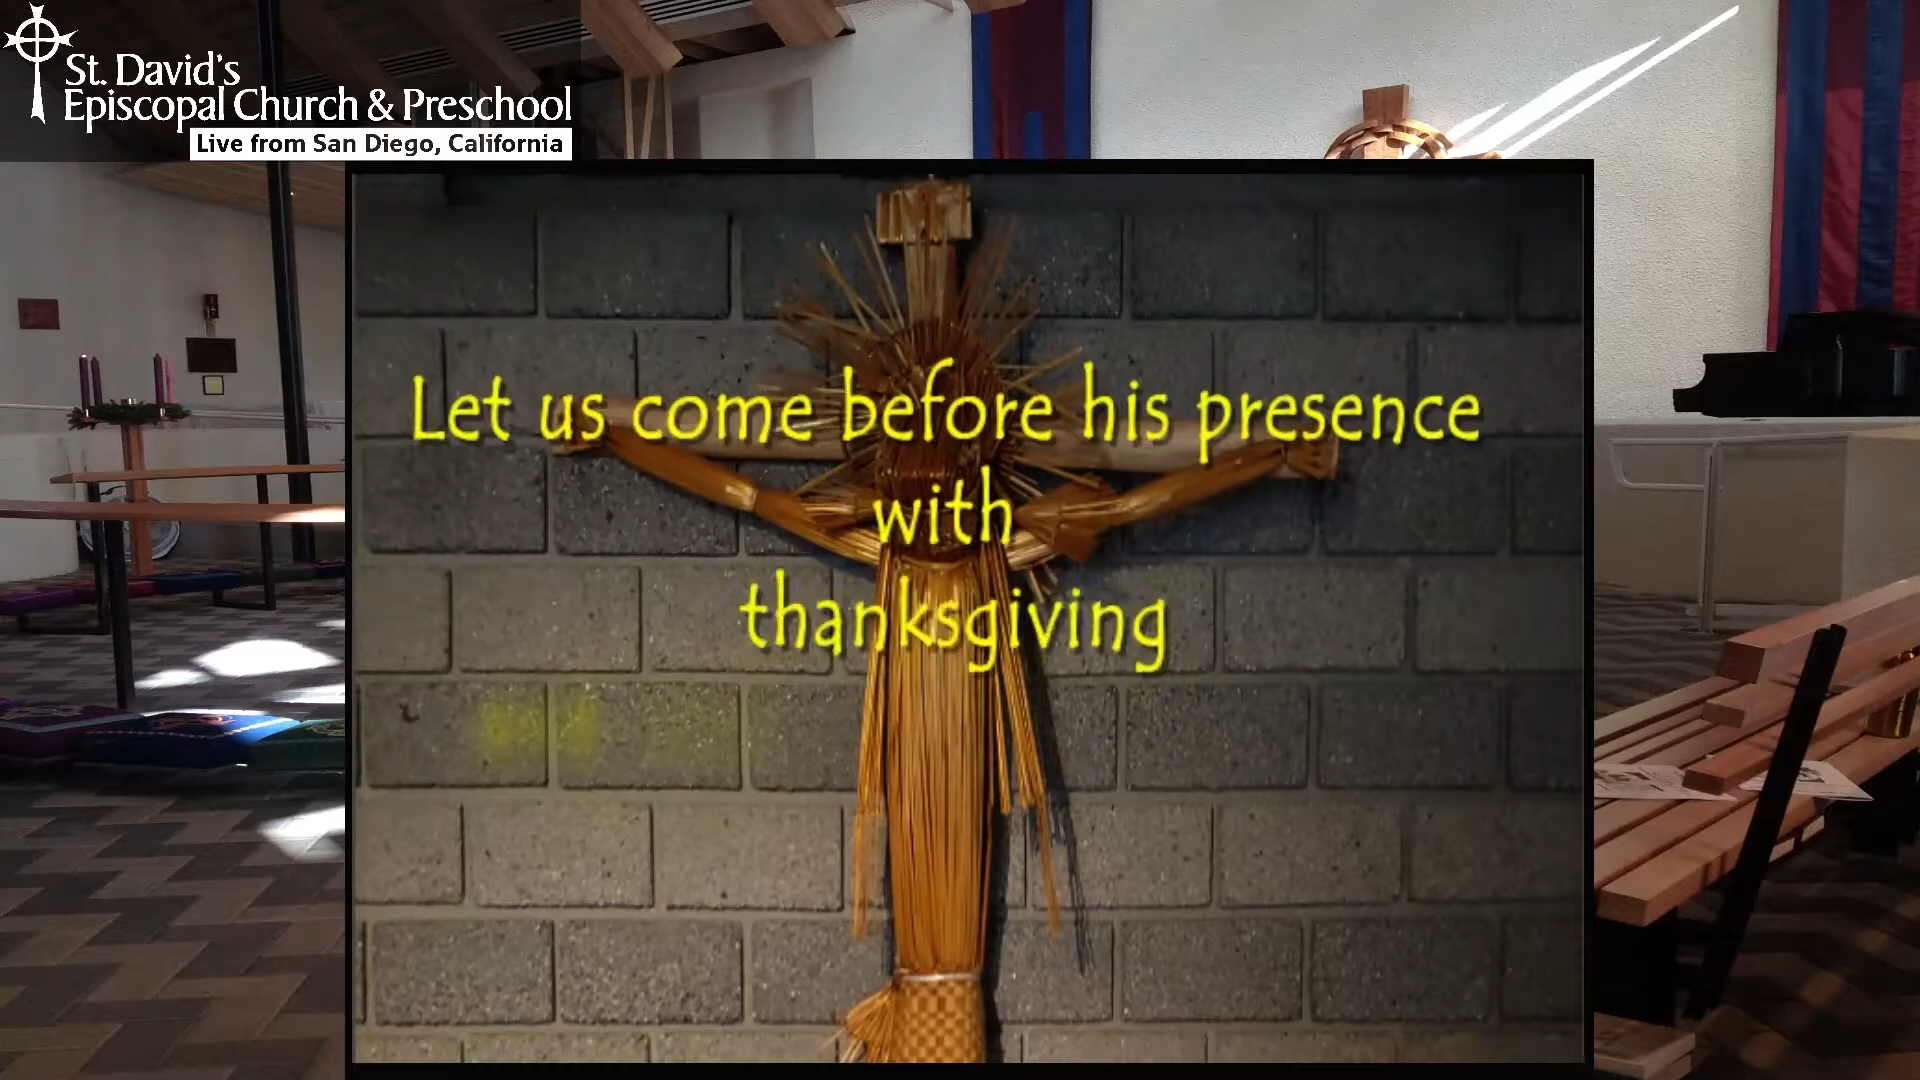 St. David's
Episcopal Church & Preschool
Live from San Diego, California
Let us come before his presence
with
thanksgiving